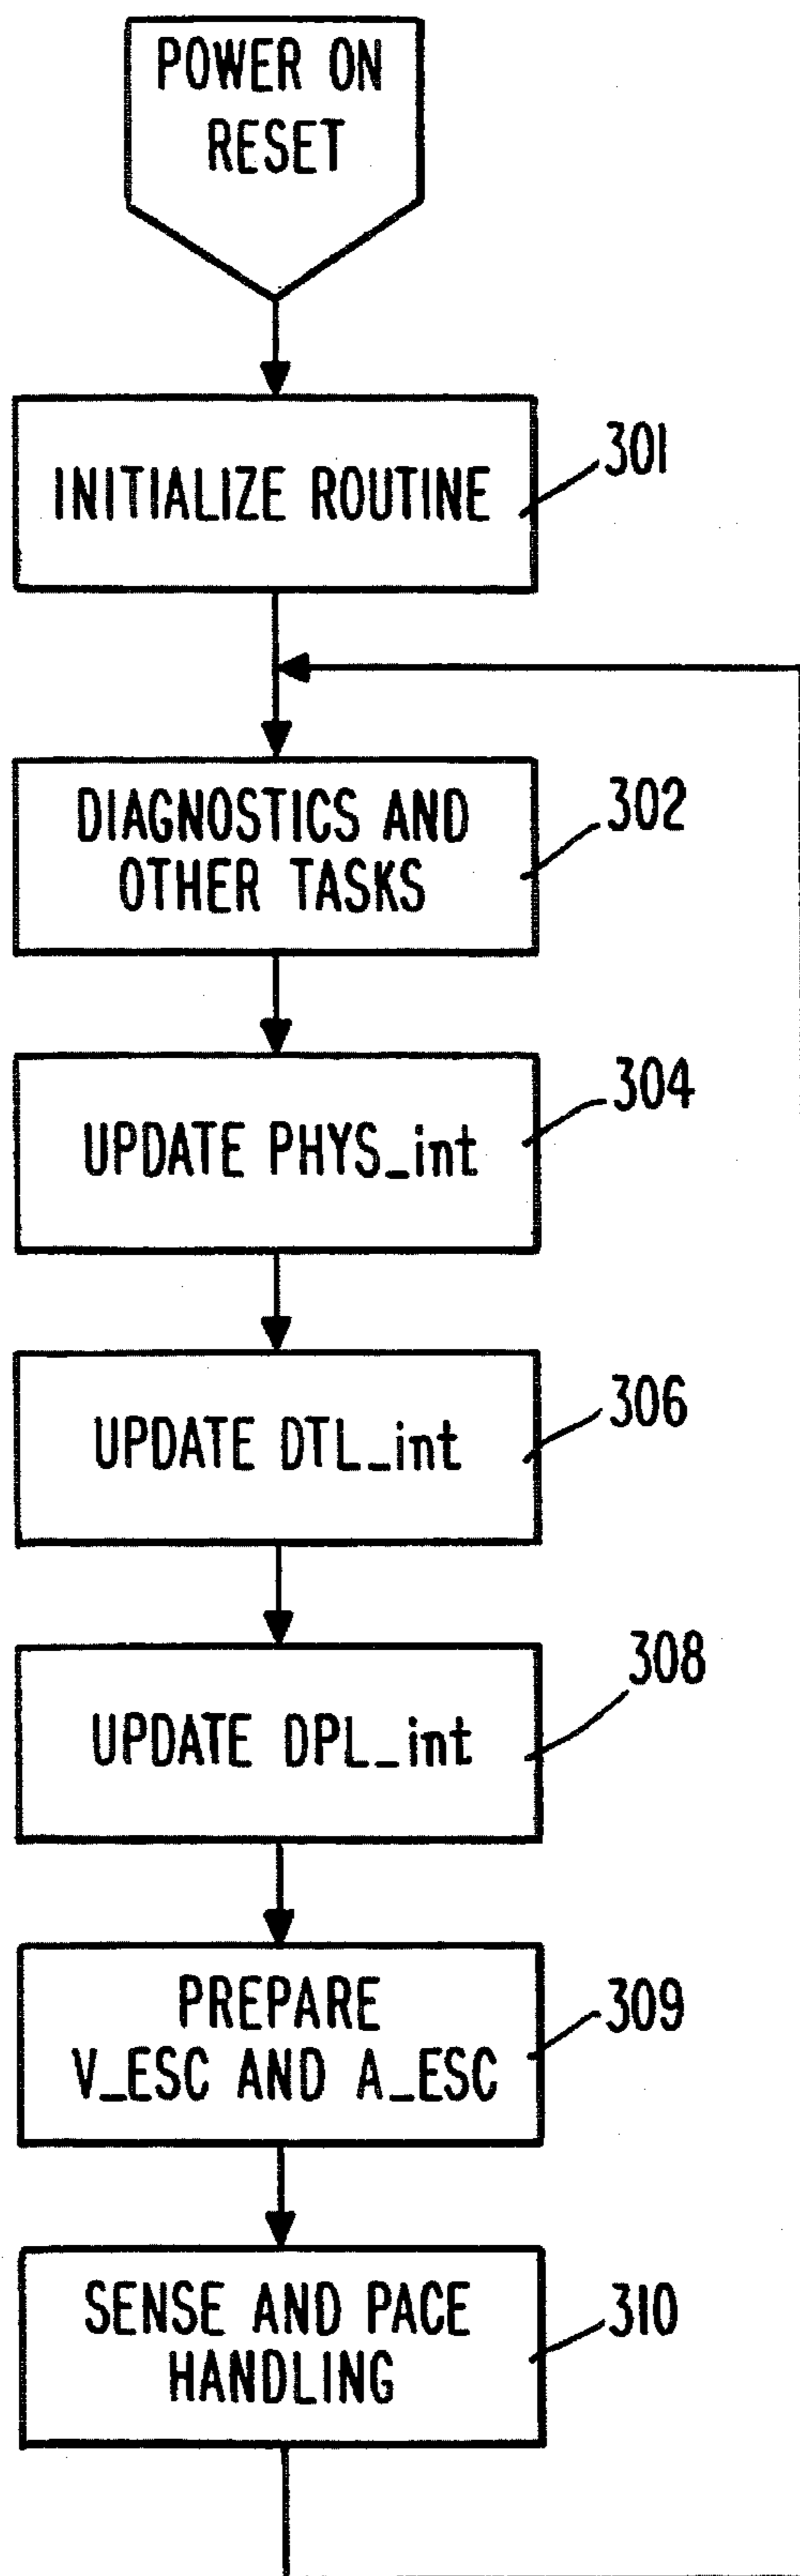 POWER ON
RESET
INITIALIZE ROUTINE
301
DIAGNOSTICS AND
OTHER TASKS
302
UPDATE PHYS_int
304
UPDATE DTL_int
306
UPDATE DPL_int
308
PREPARE
V_ESC AND A_ESC
309
SENSE AND PACE
HANDLING
310